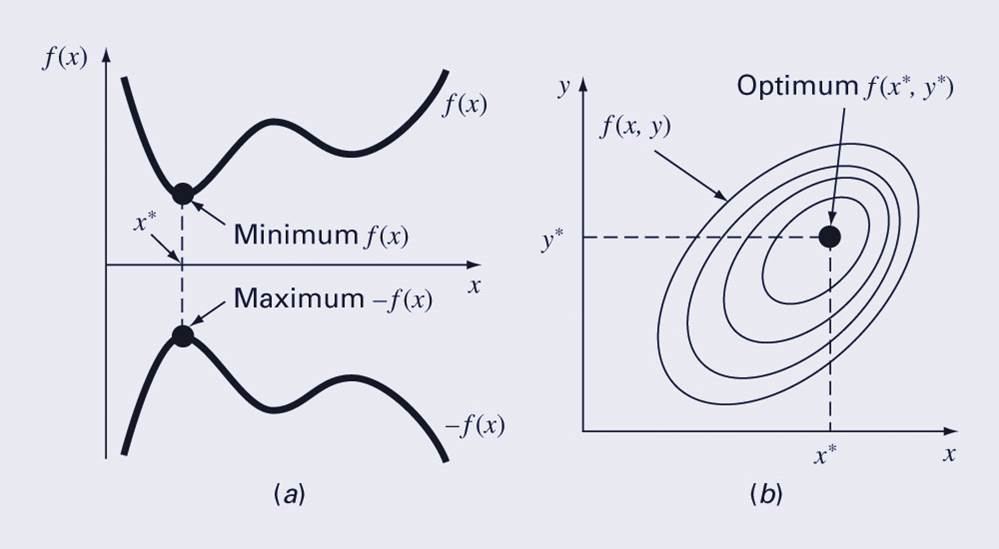 f(x)
f(x)
x*
Minimum f(x)
x
Maximum –f(x)
–f(x)
(a)
y
Optimum f(x*, y*)
f(x, y)
y*
x*
x
(b)